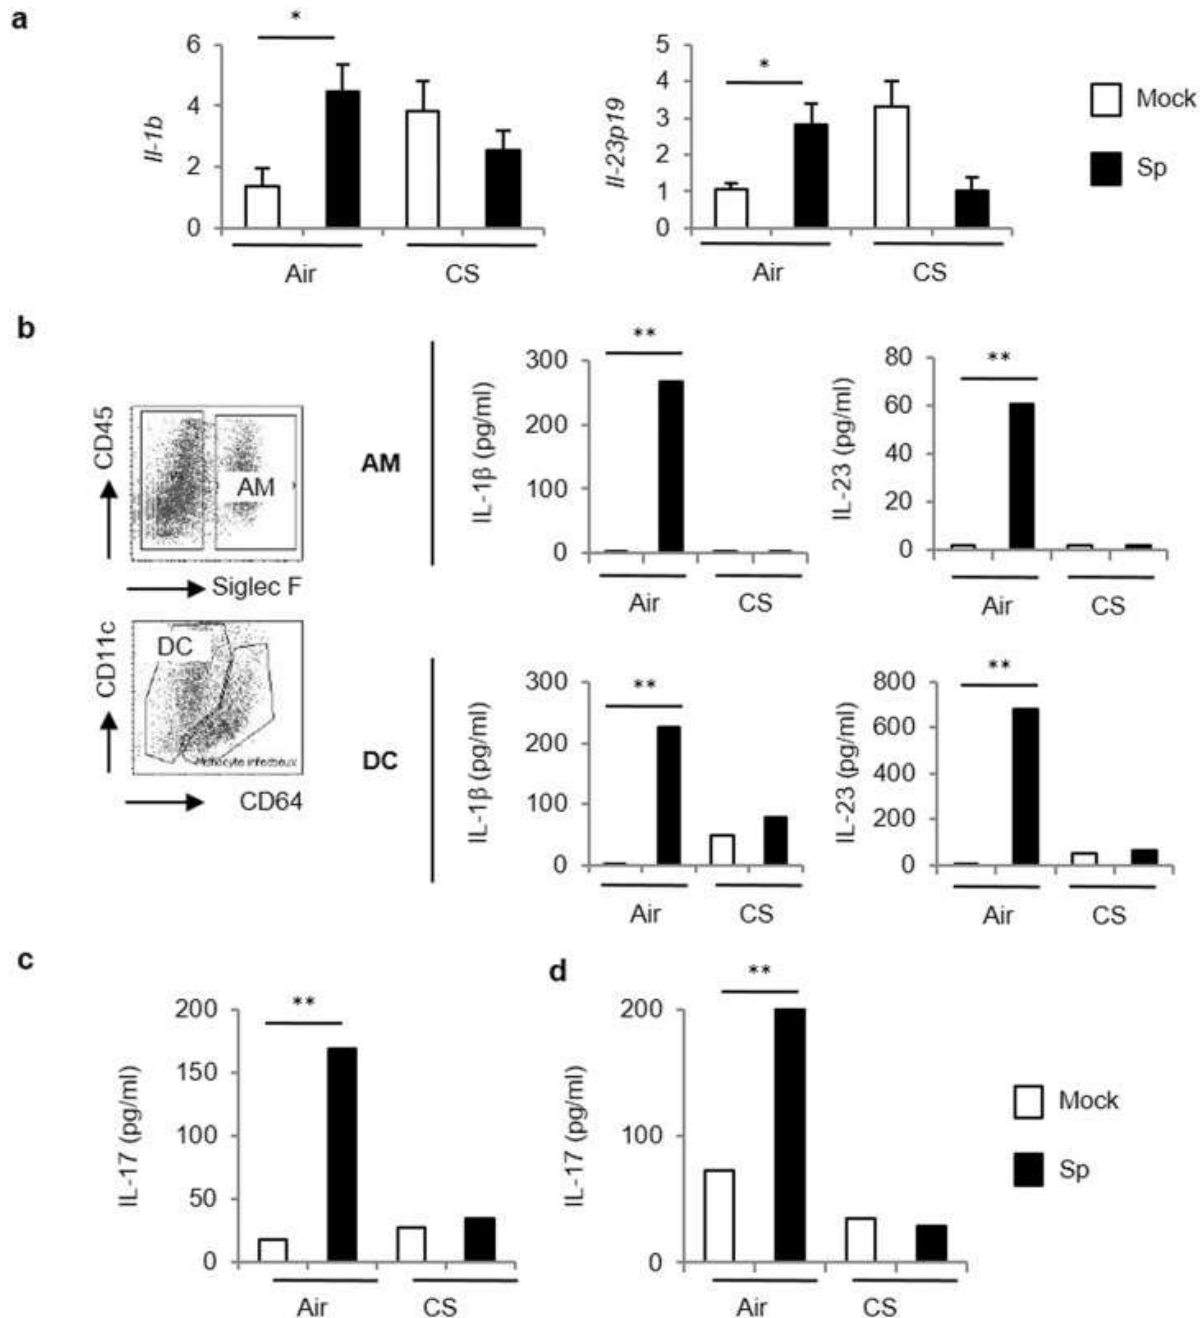 a
*
6
4
2
0
Il-1b
Air
CS
*
5
4
3
2
1
0
Il-23p19
Air
CS
Mock
Sp
b
CD45
AM
Siglec F
CD11c
DC
CD64
AM
**
300
200
100
0
IL-1β (pg/ml)
Air
CS
**
80
60
40
20
0
IL-23 (pg/ml)
Air
CS
DC
**
300
200
100
0
IL-1β (pg/ml)
Air
CS
**
800
600
400
200
0
IL-23 (pg/ml)
Air
CS
c
**
200
150
100
50
0
IL-17 (pg/ml)
Air
CS
d
**
200
100
0
IL-17 (pg/ml)
Air
CS
Mock
Sp